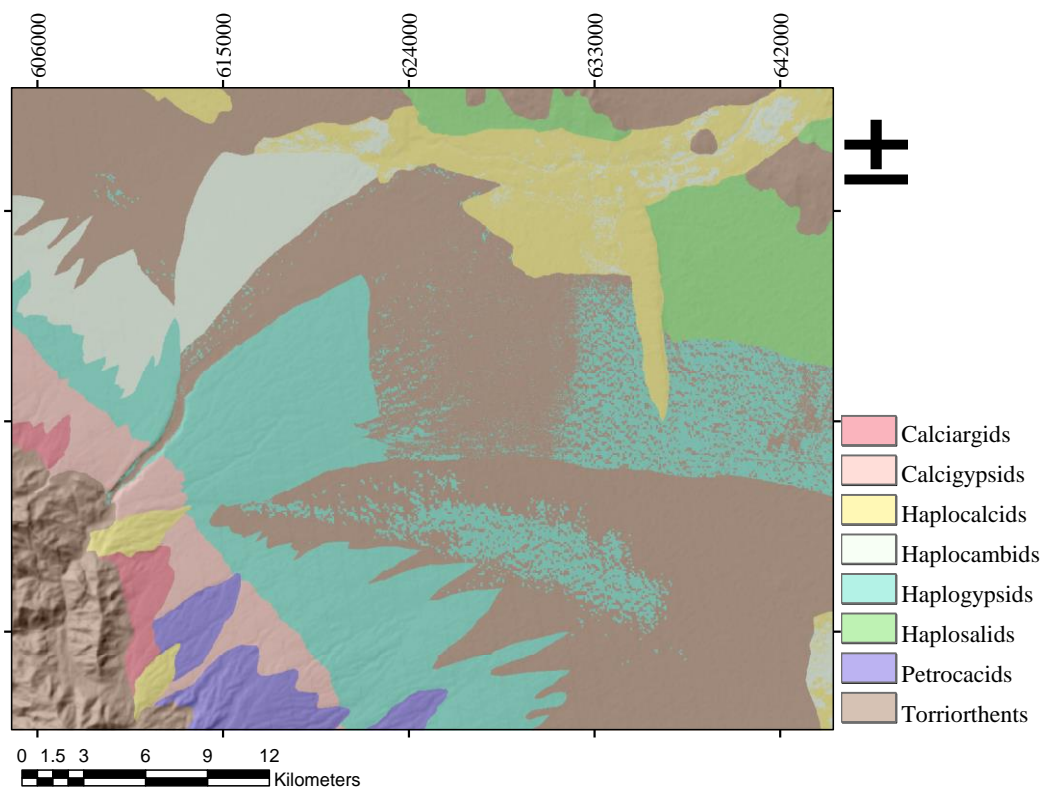 606000
615000
624000
633000
642000
Calciargids
Calcigypsids
Haplocalcids
Haplocambids
Haplogypsids
Haplosalids
Petrocacids
Torriorthents
0 1.5 3 6 9 12
Kilometers